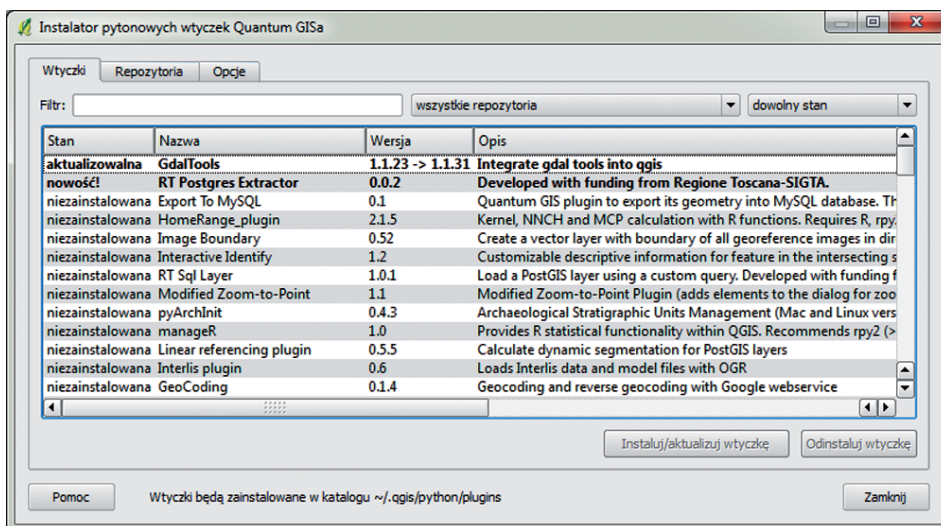 Instalator pytonowych wtyczek Quantum GISa
Wtyczki Repozytoria Opcje
Filtr: wszystkie repozytoria dowolny stan
Stan Nazwa Wersja Opis
aktualizowalna GdalTools 1.1.23 -> 1.1.31 Integrate gdal tools into qgis
nowość! RT Postgres Extractor 0.0.2 Developed with funding from Regione Toscana-SIGTA.
niezainstalowana Export To MySQL 0.1 Quantum GIS plugin to export its geometry into MySQL database. Th
niezainstalowana HomeRange_plugin 2.1.5 Kernel, NNCH and MCP calculation with R functions. Requires R, rpy.
niezainstalowana Image Boundary 0.52 Create a vector layer with boundary of all georeference images in dir
niezainstalowana Interactive Identify 1.2 Customizable descriptive information for feature in the intersecting s
niezainstalowana RT Sql Layer 1.0.1 Load a PostGIS layer using a custom query. Developed with funding f
niezainstalowana Modified Zoom-to-Point 1.1 Modified Zoom-to-Point Plugin (adds elements to the dialog for zoo
niezainstalowana pyArchInit 0.4.3 Archaeological Stratigraphic Units Management (Mac and Linux vers
niezainstalowana manageR 1.0 Provides R statistical functionality within QGIS. Recommends rpy2 (>
niezainstalowana Linear referencing plugin 0.5.5 Calculate dynamic segmentation for PostGIS layers
niezainstalowana Interlis plugin 0.6 Loads Interlis data and model files with OGR
niezainstalowana GeoCoding 0.1.4 Geocoding and reverse geocoding with Google webservice
Instaluj/aktualizuj wtyczkę Odinstaluj wtyczkę
Pomoc Wtyczki będą zainstalowane w katalogu ~/.qgis/python/plugins Zamknij